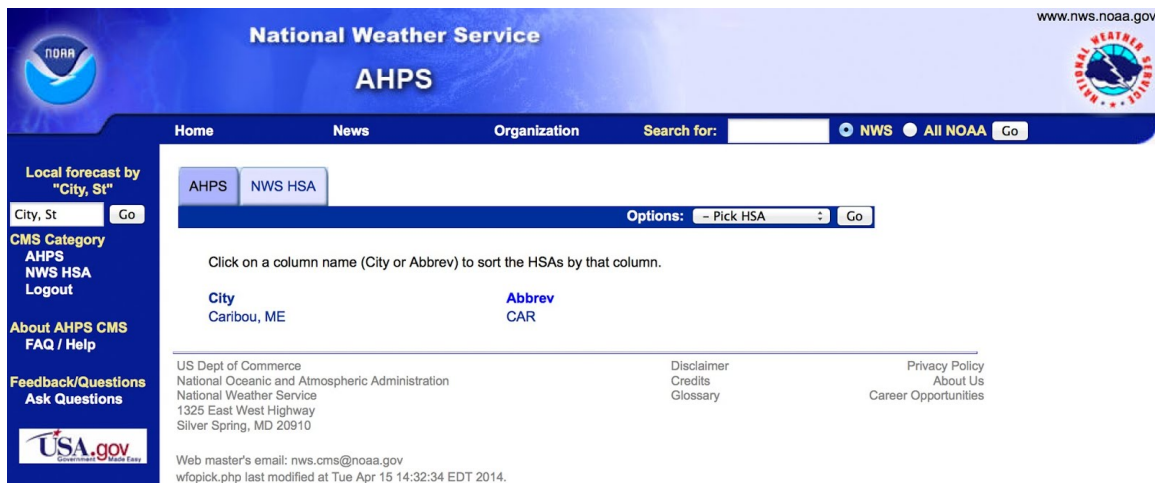 www.nws.noaa.gov
NOAA
National Weather Service
AHPS
NATIONAL WEATHER SERVICE
Home News Organization Search for: NWS All NOAA Go
Local forecast by
"City, St"
City, St Go
CMS Category
AHPS
NWS HSA
Logout
About AHPS CMS
FAQ / Help
Feedback/Questions
Ask Questions
USA.gov
Government Made Easy
AHPS NWS HSA
Options: – Pick HSA Go
Click on a column name (City or Abbrev) to sort the HSAs by that column.
City Abbrev
Caribou, ME CAR
US Dept of Commerce
National Oceanic and Atmospheric Administration
National Weather Service
1325 East West Highway
Silver Spring, MD 20910
Disclaimer
Credits
Glossary
Privacy Policy
About Us
Career Opportunities
Web master's email: nws.cms@noaa.gov
wfopick.php last modified at Tue Apr 15 14:32:34 EDT 2014.